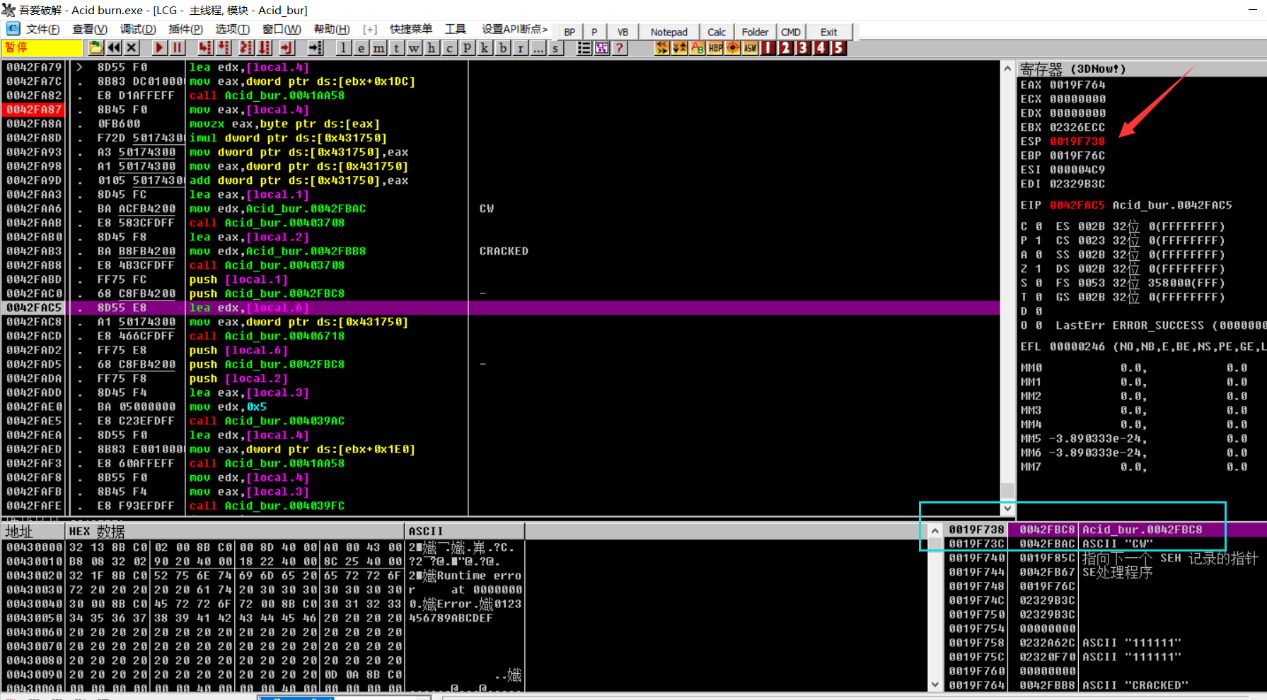 吾爱破解 - Acid burn.exe - [LCG - 主线程, 模块 - Acid_bur]
文件(F) 查看(V) 调试(D) 插件(P) 选项(T) 窗口(W) 帮助(H) [+] 快捷菜单 工具 设置API断点> BP P VB Notepad Calc Folder CMD Exit
暂停 l e m t w h c p k b r ... s ? HBP ASM 1 2 3 4 5
0042FA79 > 8D55 F0 lea edx,[local.4]
0042FA7C . 8B83 DC01000 mov eax,dword ptr ds:[ebx+0x1DC]
0042FA82 . E8 D1AFFEFF call Acid_bur.0041AA58
0042FA87 . 8B45 F0 mov eax,[local.4]
0042FA8A . 0FB600 movzx eax,byte ptr ds:[eax]
0042FA8D . F72D 5017430 imul dword ptr ds:[0x431750]
0042FA93 . A3 50174300 mov dword ptr ds:[0x431750],eax
0042FA98 . A1 50174300 mov eax,dword ptr ds:[0x431750]
0042FA9D . 0105 5017430 add dword ptr ds:[0x431750],eax
0042FAA3 . 8D45 FC lea eax,[local.1]
0042FAA6 . BA ACFB4200 mov edx,Acid_bur.0042FBAC CW
0042FAAB . E8 583CFDFF call Acid_bur.00403708
0042FAB0 . 8D45 F8 lea eax,[local.2]
0042FAB3 . BA B8FB4200 mov edx,Acid_bur.0042FBB8 CRACKED
0042FAB8 . E8 4B3CFDFF call Acid_bur.00403708
0042FABD . FF75 FC push [local.1]
0042FAC0 . 68 C8FB4200 push Acid_bur.0042FBC8 -
0042FAC5 . 8D55 E8 lea edx,[local.6]
0042FAC8 . A1 50174300 mov eax,dword ptr ds:[0x431750]
0042FACD . E8 466CFDFF call Acid_bur.00406718
0042FAD2 . FF75 E8 push [local.6]
0042FAD5 . 68 C8FB4200 push Acid_bur.0042FBC8 -
0042FADA . FF75 F8 push [local.2]
0042FADD . 8D45 F4 lea eax,[local.3]
0042FAE0 . BA 05000000 mov edx,0x5
0042FAE5 . E8 C23EFDFF call Acid_bur.004039AC
0042FAEA . 8D55 F0 lea edx,[local.4]
0042FAED . 8B83 E001000 mov eax,dword ptr ds:[ebx+0x1E0]
0042FAF3 . E8 60AFFEFF call Acid_bur.0041AA58
0042FAF8 . 8B55 F0 mov edx,[local.4]
0042FAFB . 8B45 F4 mov eax,[local.3]
0042FAFE . E8 F93EFDFF call Acid_bur.004039FC
寄存器 (3DNow!)
EAX 0019F764
ECX 00000000
EDX 00000000
EBX 02326ECC
ESP 0019F738
EBP 0019F76C
ESI 000004C9
EDI 02329B3C
EIP 0042FAC5 Acid_bur.0042FAC5
C 0 ES 002B 32位 0(FFFFFFFF)
P 1 CS 0023 32位 0(FFFFFFFF)
A 0 SS 002B 32位 0(FFFFFFFF)
Z 1 DS 002B 32位 0(FFFFFFFF)
S 0 FS 0053 32位 358000(FFF)
T 0 GS 002B 32位 0(FFFFFFFF)
D 0
O 0 LastErr ERROR_SUCCESS (0000000
EFL 00000246 (NO,NB,E,BE,NS,PE,GE,L
MM0 0.0, 0.0
MM1 0.0, 0.0
MM2 0.0, 0.0
MM3 0.0, 0.0
MM4 0.0, 0.0
MM5 -3.890333e-24, 0.0
MM6 -3.890333e-24, 0.0
MM7 0.0, 0.0
地址 HEX 数据 ASCII
00430000 32 13 8B C0 02 00 8B C0 00 8D 40 00 A0 00 43 00
00430010 B8 08 32 02 90 20 40 00 18 22 40 00 8C 25 40 00
00430020 32 1F 8B C0 52 75 6E 74 69 6D 65 20 65 72 72 6F Runtime erro
00430030 72 20 20 20 20 20 61 74 20 30 30 30 30 30 30 30 r at 0000000
00430040 30 00 8B C0 45 72 72 6F 72 00 8B C0 30 31 32 33 0.嬂Error.嬂0123
00430050 34 35 36 37 38 39 41 42 43 44 45 46 20 20 20 20 456789ABCDEF
00430060 20 20 20 20 20 20 20 20 20 20 20 20 20 20 20 20
00430070 20 20 20 20 20 20 20 20 20 20 20 20 20 20 20 20
00430080 20 20 20 20 20 20 20 20 20 20 20 20 20 20 20 20
00430090 20 20 20 20 20 20 20 20 20 20 20 20 0D 0A 8B C0 ..嬂
0019F738 0042FBC8 Acid_bur.0042FBC8
0019F73C 0042FBAC ASCII "CW"
0019F740 0019F85C 指向下一个 SEH 记录的指针
0019F744 0042FB67 SE处理程序
0019F748 0019F76C
0019F74C 02329B3C
0019F750 02329B3C
0019F754 00000000
0019F758 0232A62C ASCII "111111"
0019F75C 02320F70 ASCII "111111"
0019F760 00000000
0019F764 0042FBB8 ASCII "CRACKED"